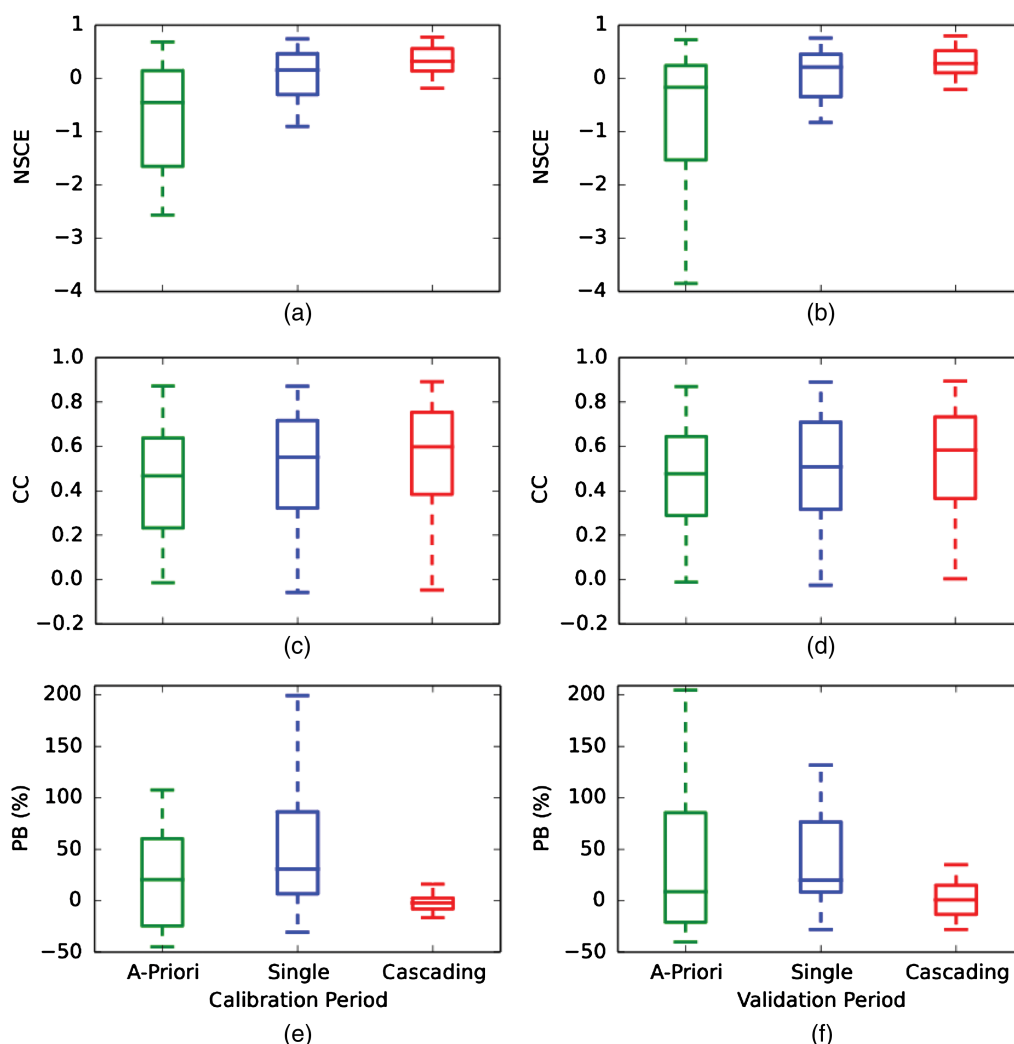 1
0
−1
−2
−3
−4
NSCE
(a)
1
0
−1
−2
−3
−4
NSCE
(b)
1.0
0.8
0.6
0.4
0.2
0.0
−0.2
CC
(c)
1.0
0.8
0.6
0.4
0.2
0.0
−0.2
CC
(d)
200
150
100
50
0
−50
PB (%)
A-Priori Single Cascading
Calibration Period
(e)
200
150
100
50
0
−50
PB (%)
A-Priori Single Cascading
Validation Period
(f)